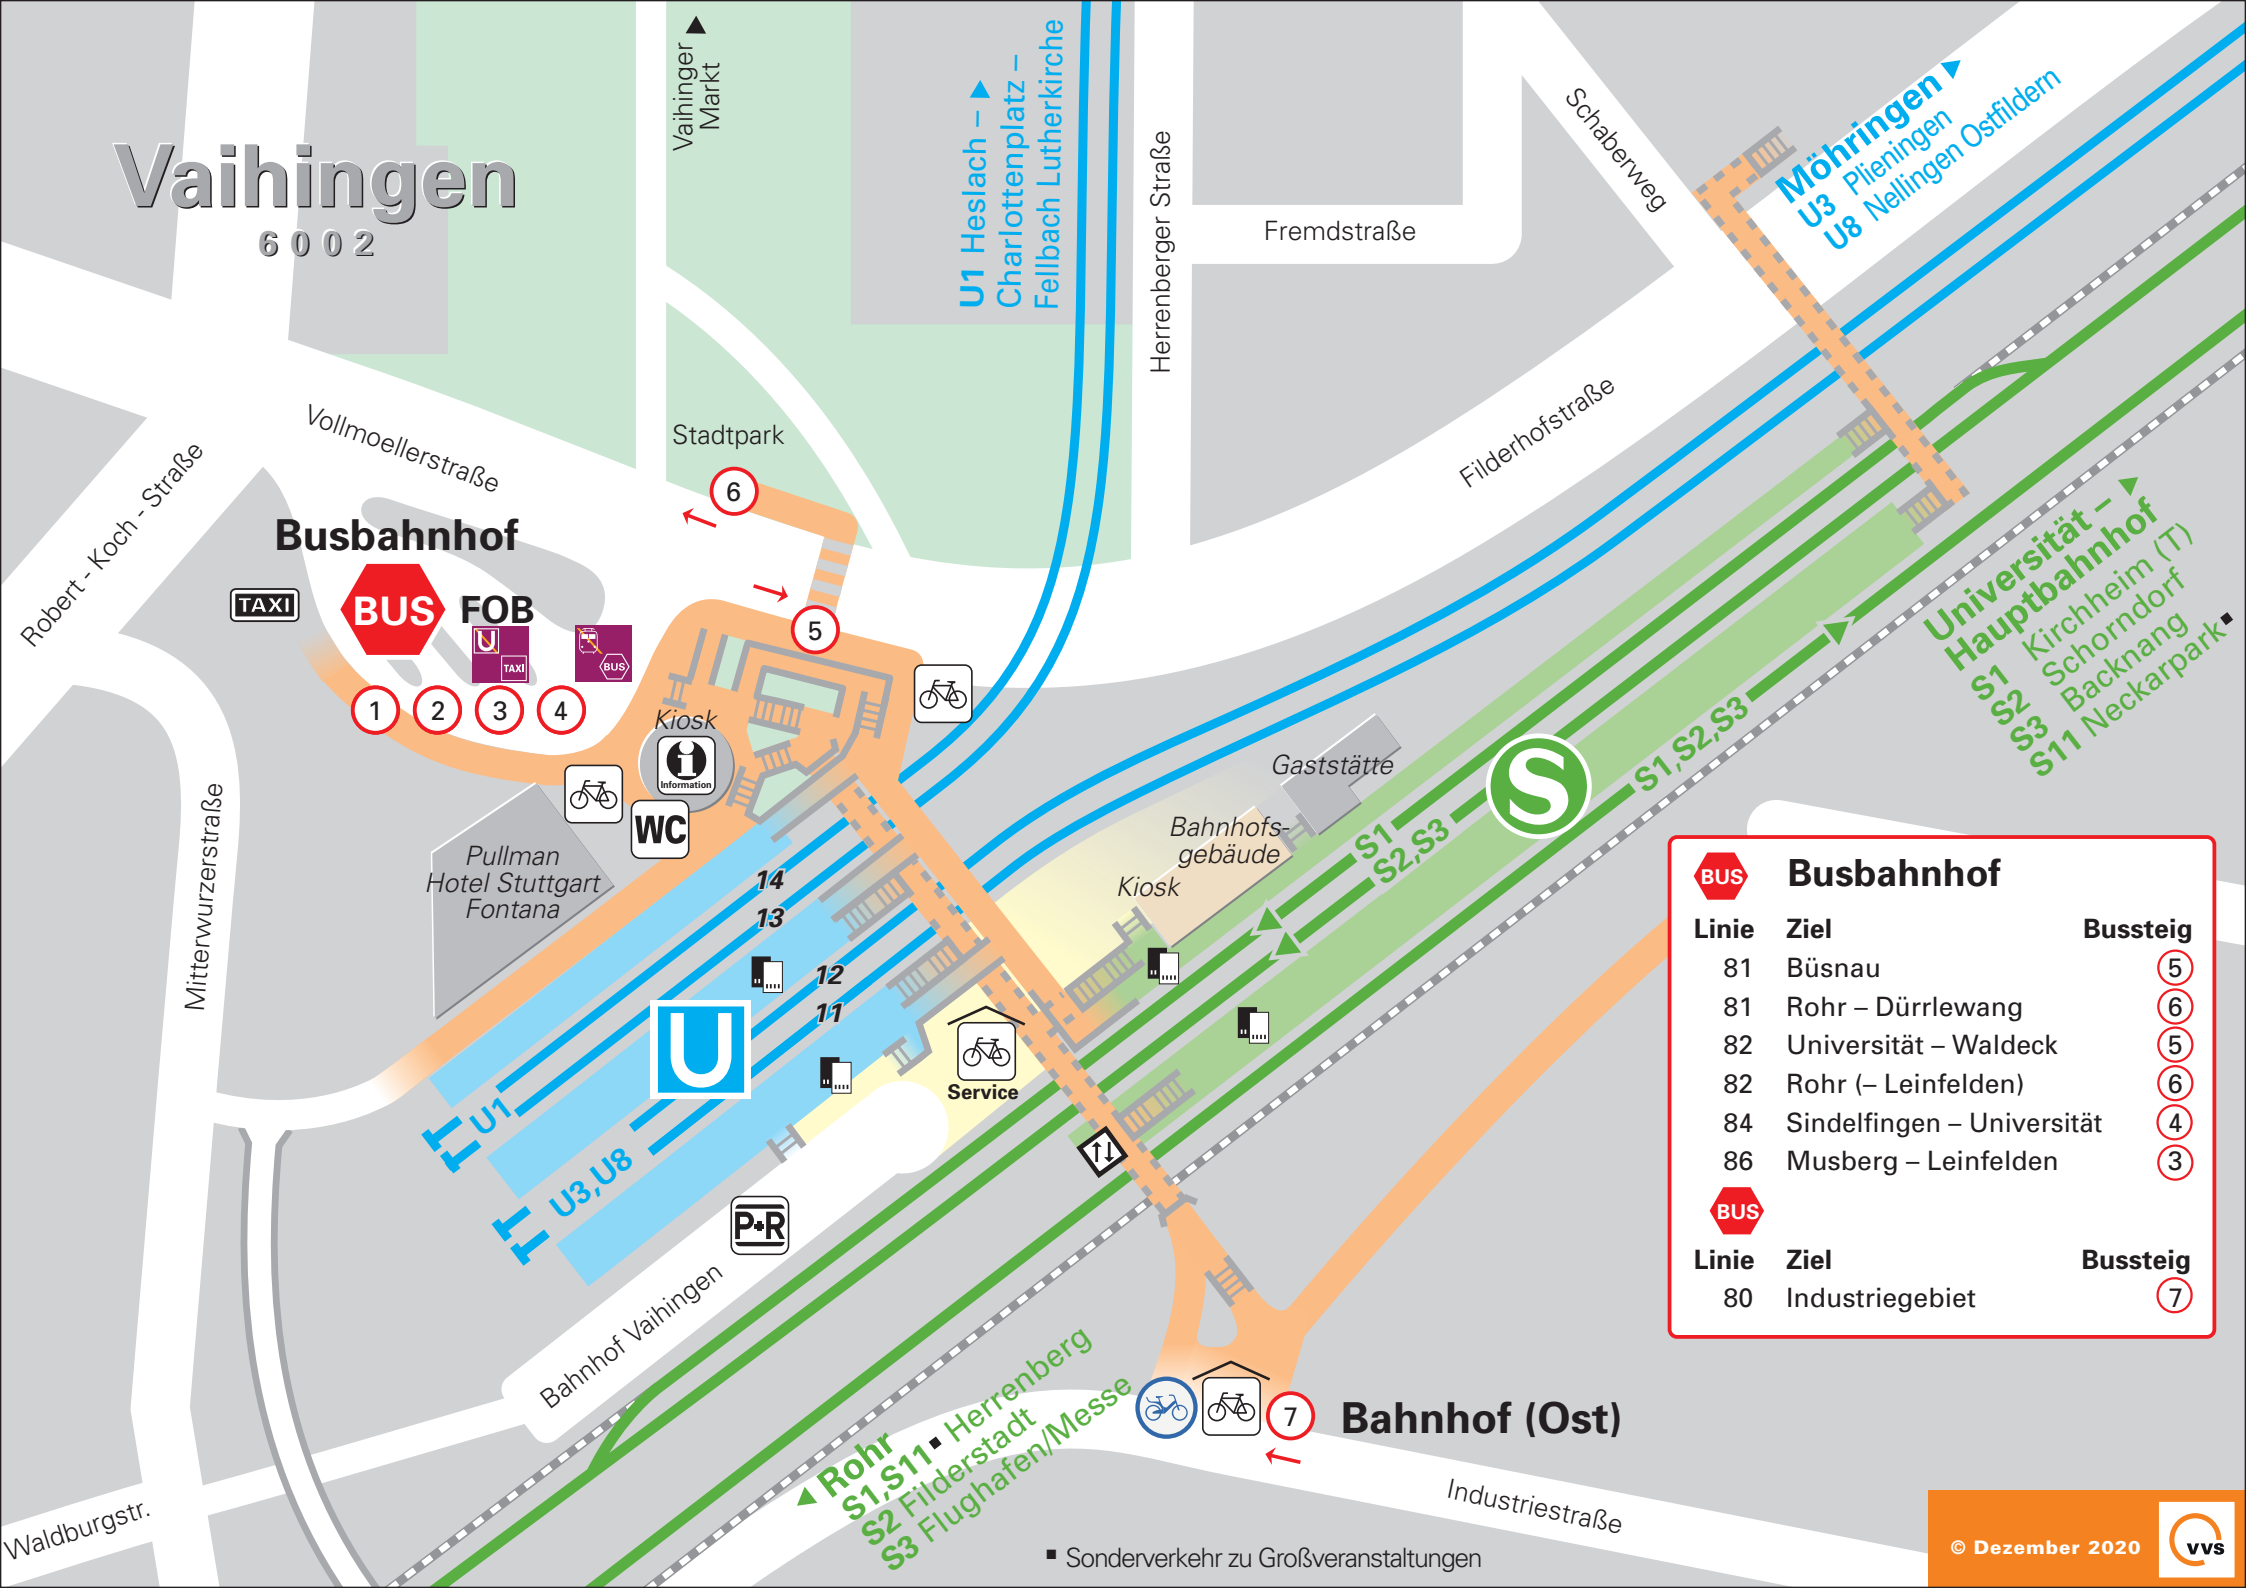 Vaihingen
6002
Vaihinger
Markt
U1 Heslach –
Charlottenplatz –
Fellbach Lutherkirche
Herrenberger Straße
Fremdstraße
Schaberweg
Möhringen
U3 Plieningen
U8 Nellingen Ostfildern
Filderhofstraße
Stadtpark
Vollmoellerstraße
Robert - Koch - Straße
Busbahnhof
TAXI
BUS
FOB
U
TAXI
BUS
6
5
1
2
3
4
Kiosk
i
Information
WC
Pullman
Hotel Stuttgart
Fontana
Mitterwurzerstraße
14
13
12
11
U
U1
U3,U8
P+R
Service
Bahnhof Vaihingen
Waldburgstr.
Gaststätte
Bahnhofs-
gebäude
Kiosk
S1
S2,S3
S
S1,S2,S3
Universität –
Hauptbahnhof
S1 Kirchheim (T)
S2 Schorndorf
S3 Backnang
S11 Neckarpark▪
BUS Busbahnhof
Linie Ziel Bussteig
81 Büsnau 5
81 Rohr – Dürrlewang 6
82 Universität – Waldeck 5
82 Rohr (– Leinfelden) 6
84 Sindelfingen – Universität 4
86 Musberg – Leinfelden 3
BUS
Linie Ziel Bussteig
80 Industriegebiet 7
Rohr
S1,S11▪ Herrenberg
S2 Filderstadt
S3 Flughafen/Messe
7
Bahnhof (Ost)
Industriestraße
▪ Sonderverkehr zu Großveranstaltungen
© Dezember 2020
vvs